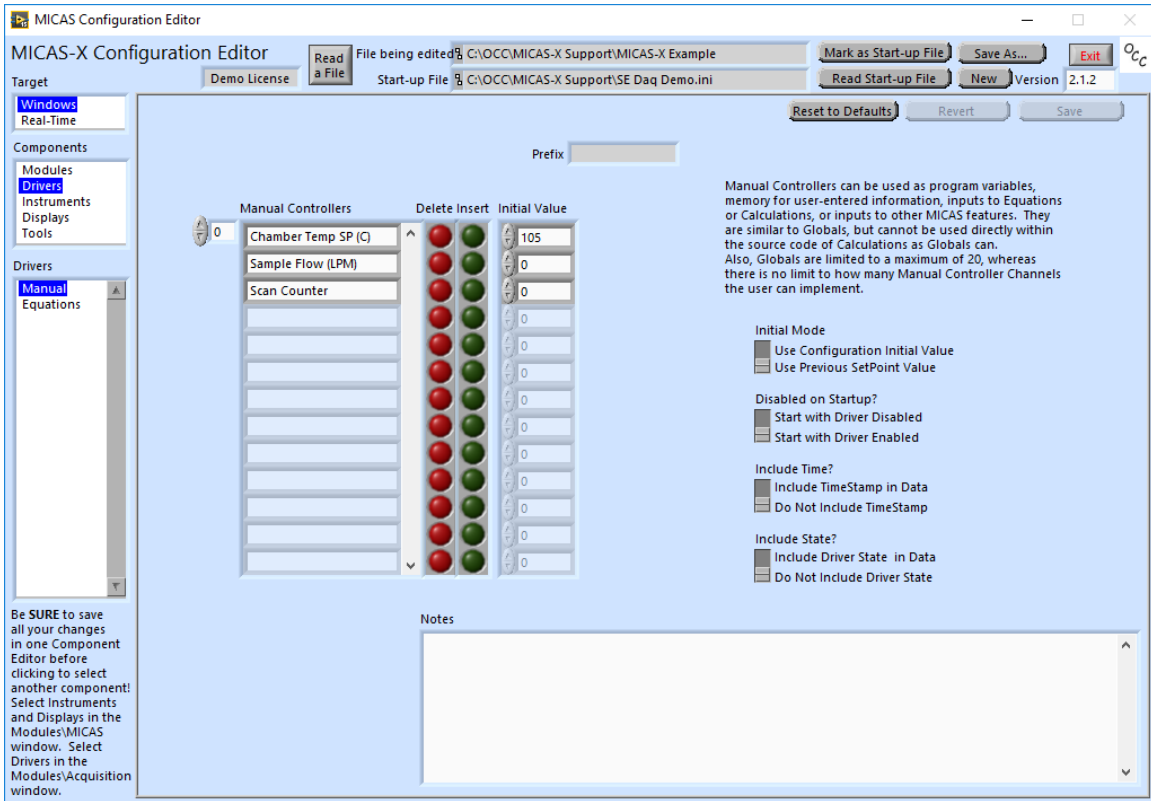 MICAS Configuration Editor
MICAS-X Configuration Editor
Read a File
File being edited
C:\OCC\MICAS-X Support\MICAS-X Example
Mark as Start-up File
Save As...
Exit
OCC
Demo License
Start-up File
C:\OCC\MICAS-X Support\SE Daq Demo.ini
Read Start-up File
New
Version
2.1.2
Target
Windows
Real-Time
Components
Modules
Drivers
Instruments
Displays
Tools
Drivers
Manual
Equations
Be SURE to save
all your changes
in one Component
Editor before
clicking to select
another component!
Select Instruments
and Displays in the
Modules\MICAS
window. Select
Drivers in the
Modules\Acquisition
window.
Reset to Defaults
Revert
Save
Prefix
Manual Controllers
Delete
Insert
Initial Value
0
Chamber Temp SP (C)
105
Sample Flow (LPM)
0
Scan Counter
0
0
0
0
0
0
0
0
0
0
0
Manual Controllers can be used as program variables,
memory for user-entered information, inputs to Equations
or Calculations, or inputs to other MICAS features. They
are similar to Globals, but cannot be used directly within
the source code of Calculations as Globals can.
Also, Globals are limited to a maximum of 20, whereas
there is no limit to how many Manual Controller Channels
the user can implement.
Initial Mode
Use Configuration Initial Value
Use Previous SetPoint Value
Disabled on Startup?
Start with Driver Disabled
Start with Driver Enabled
Include Time?
Include TimeStamp in Data
Do Not Include TimeStamp
Include State?
Include Driver State in Data
Do Not Include Driver State
Notes